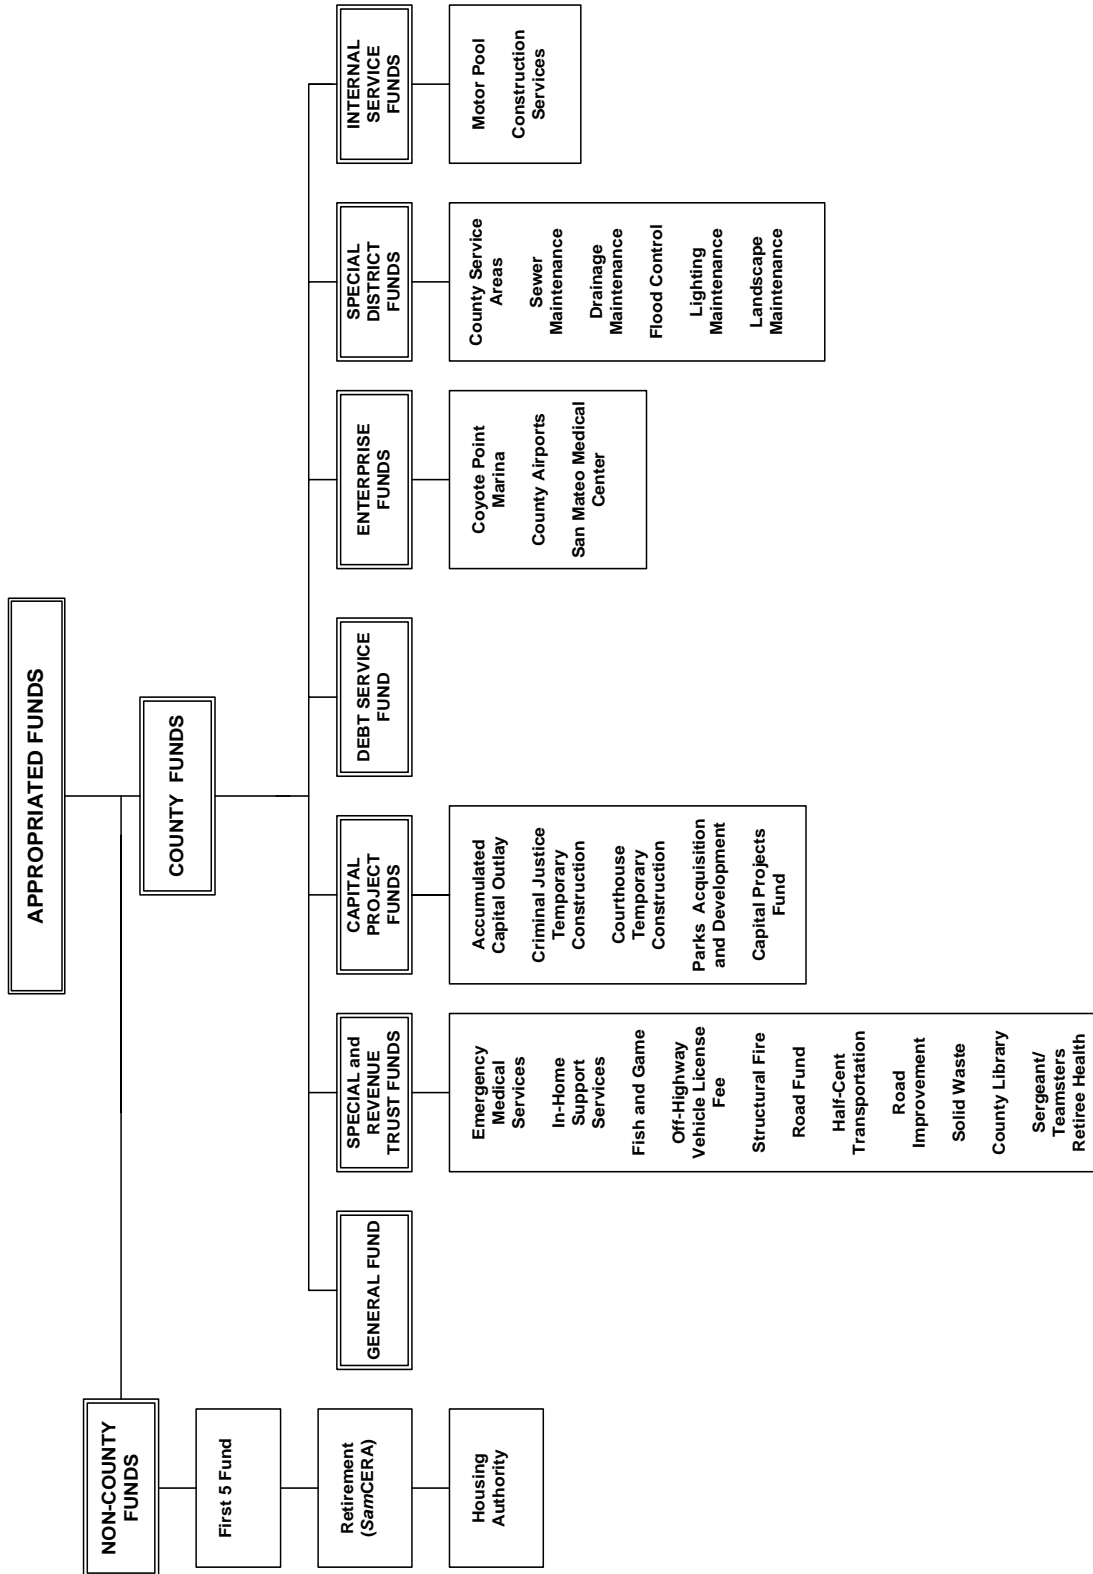 APPROPRIATED FUNDS
NON-COUNTY
FUNDS
First 5 Fund
Retirement
(SamCERA)
Housing
Authority
COUNTY FUNDS
GENERAL FUND
SPECIAL and
REVENUE
TRUST FUNDS
Emergency
Medical
Services
In-Home
Support
Services
Fish and Game
Off-Highway
Vehicle License
Fee
Structural Fire
Road Fund
Half-Cent
Transportation
Road
Improvement
Solid Waste
County Library
Sergeant/
Teamsters
Retiree Health
CAPITAL
PROJECT
FUNDS
Accumulated
Capital Outlay
Criminal Justice
Temporary
Construction
Courthouse
Temporary
Construction
Parks Acquisition
and Development
Capital Projects
Fund
DEBT SERVICE
FUND
ENTERPRISE
FUNDS
Coyote Point
Marina
County Airports
San Mateo Medical
Center
SPECIAL
DISTRICT
FUNDS
County Service
Areas
Sewer
Maintenance
Drainage
Maintenance
Flood Control
Lighting
Maintenance
Landscape
Maintenance
INTERNAL
SERVICE
FUNDS
Motor Pool
Construction
Services